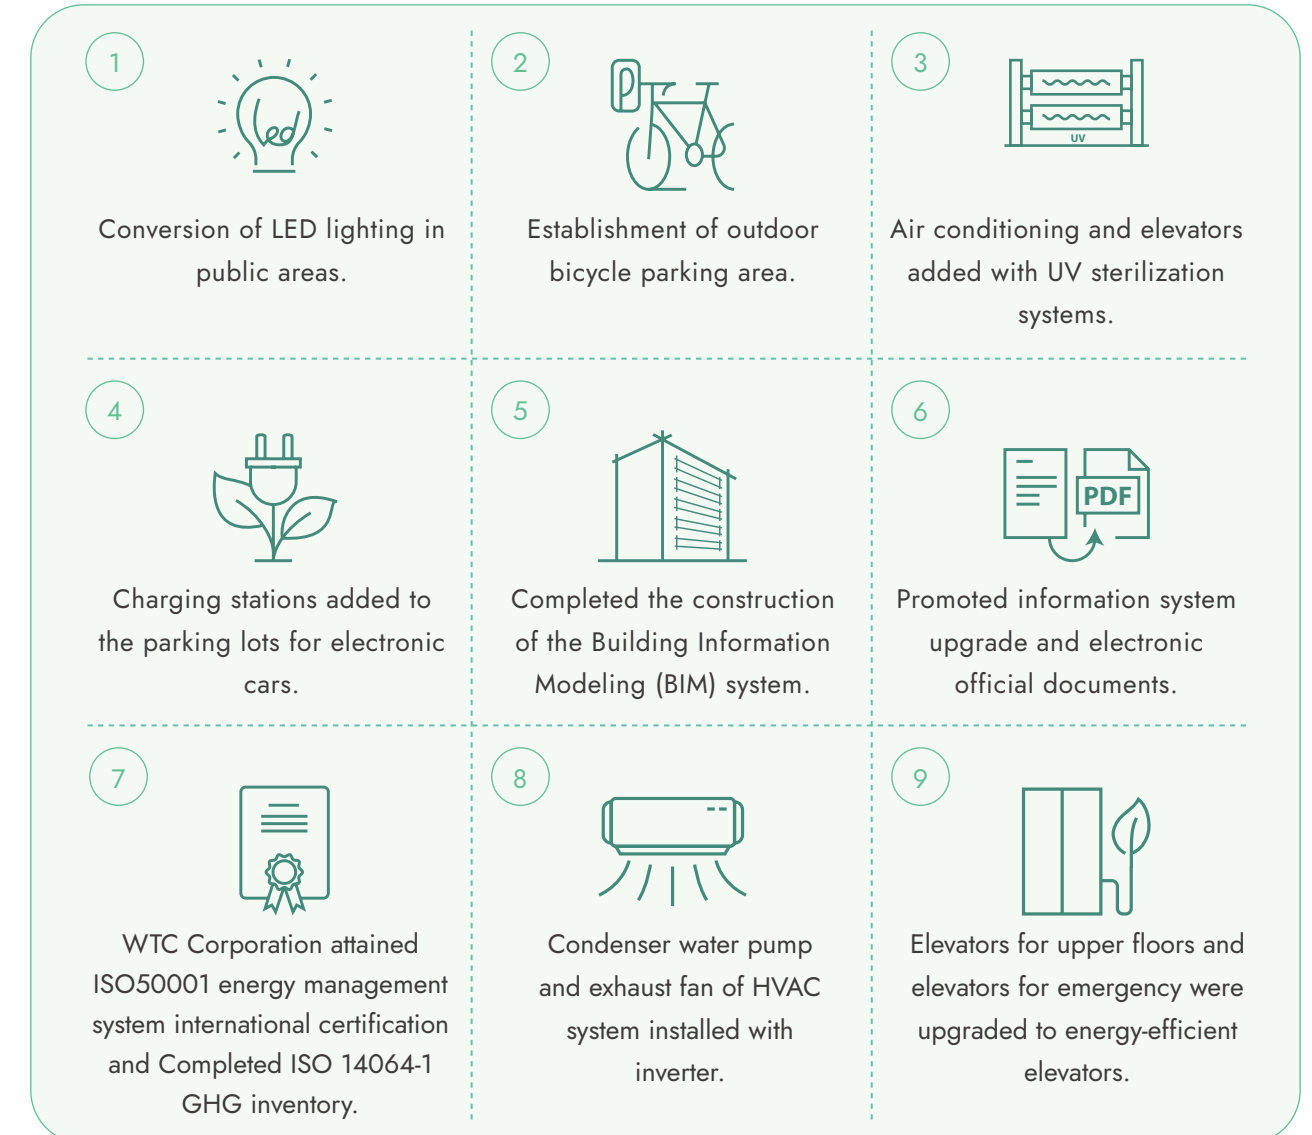 1
led
Conversion of LED lighting in
public areas.
2
P
Establishment of outdoor
bicycle parking area.
3
UV
Air conditioning and elevators
added with UV sterilization
systems.
4
Charging stations added to
the parking lots for electronic
cars.
5
Completed the construction
of the Building Information
Modeling (BIM) system.
6
PDF
Promoted information system
upgrade and electronic
official documents.
7
WTC Corporation attained
ISO50001 energy management
system international certification
and Completed ISO 14064-1
GHG inventory.
8
Condenser water pump
and exhaust fan of HVAC
system installed with
inverter.
9
Elevators for upper floors and
elevators for emergency were
upgraded to energy-efficient
elevators.